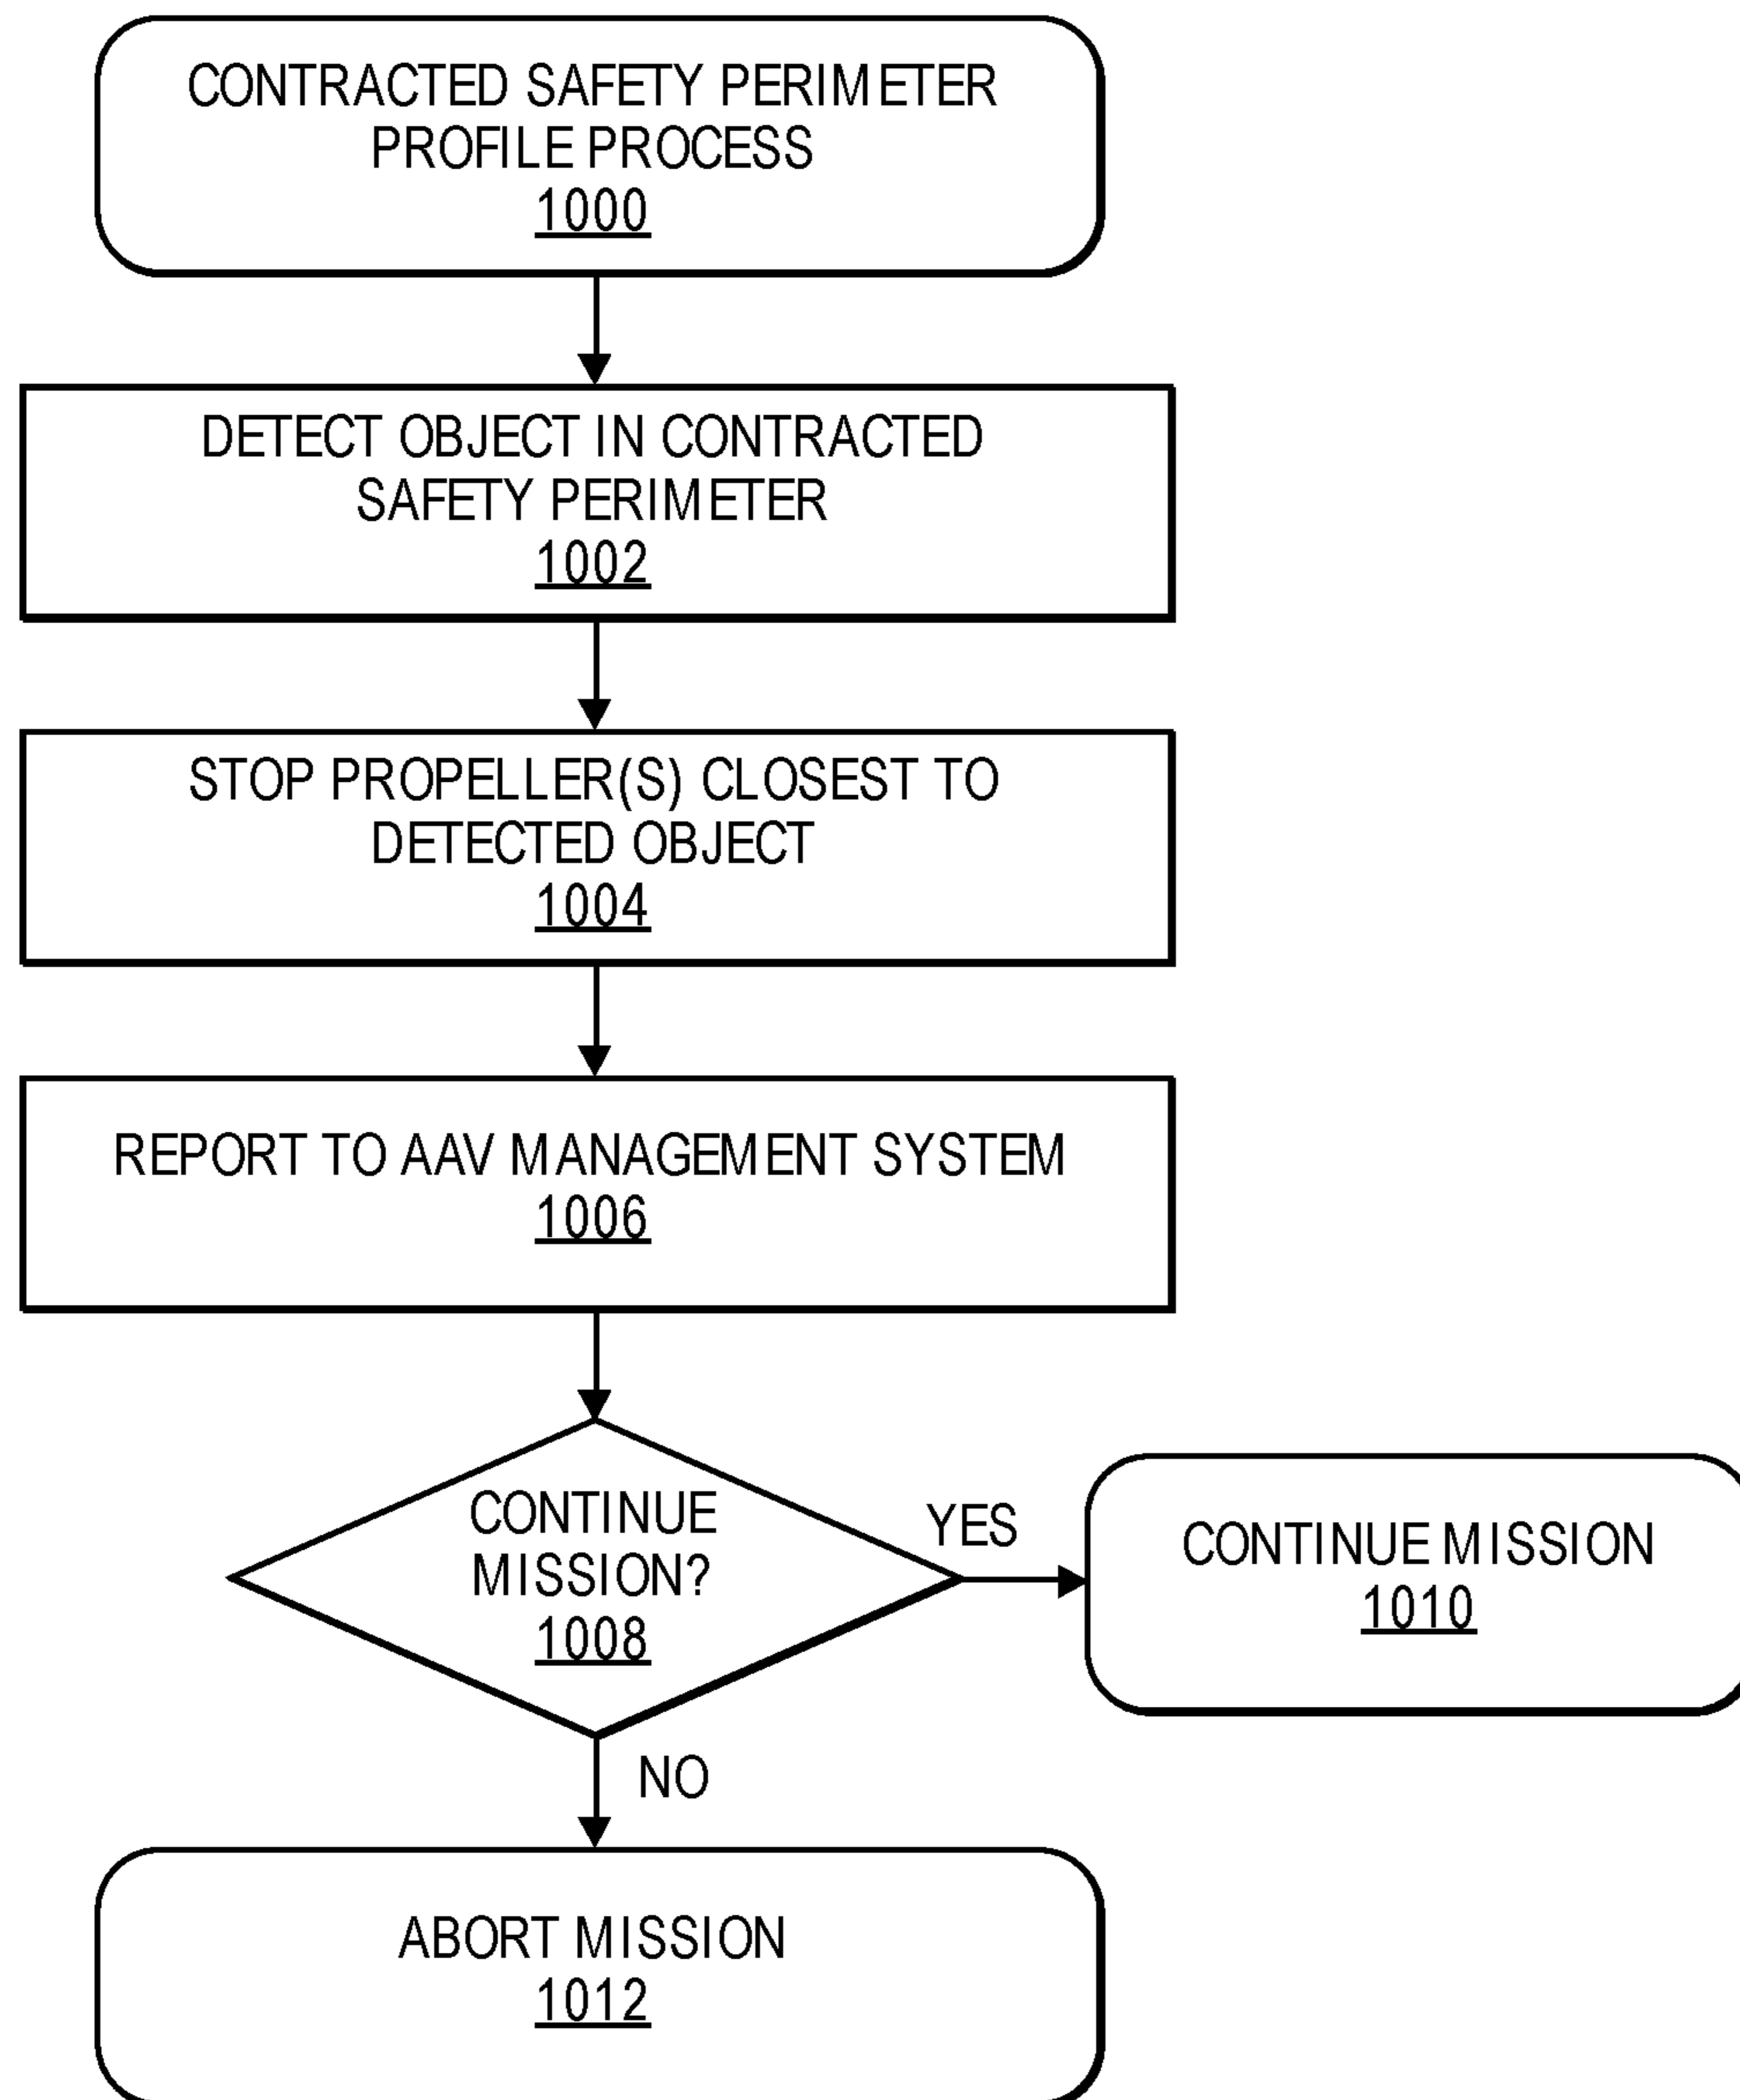 CONTRACTED SAFETY PERIMETER
PROFILE PROCESS
1000
DETECT OBJECT IN CONTRACTED
SAFETY PERIMETER
1002
STOP PROPELLER(S) CLOSEST TO
DETECTED OBJECT
1004
REPORT TO AAV MANAGEMENT SYSTEM
1006
CONTINUE
MISSION?
1008
YES
CONTINUE MISSION
1010
NO
ABORT MISSION
1012